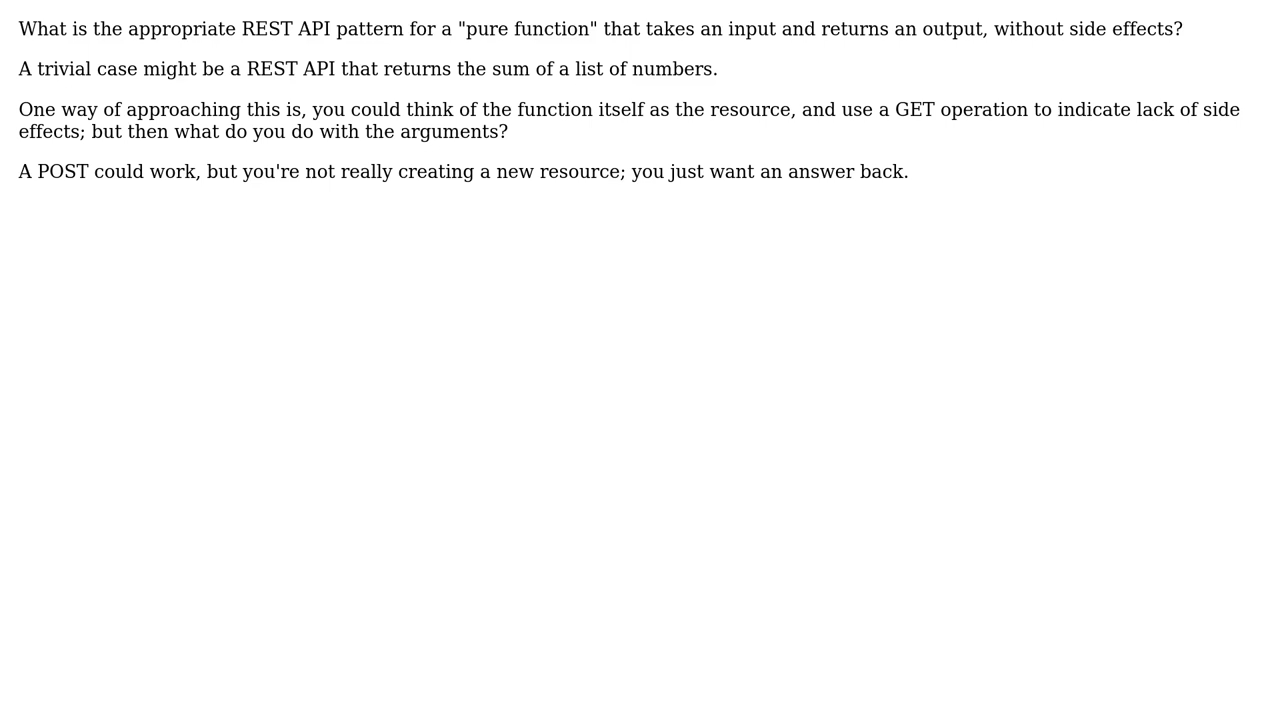 What is the appropriate REST API pattern for a "pure function" that takes an input and returns an output, without side effects?
A trivial case might be a REST API that returns the sum of a list of numbers.
One way of approaching this is, you could think of the function itself as the resource, and use a GET operation to indicate lack of side
effects; but then what do you do with the arguments?
A POST could work, but you're not really creating a new resource; you just want an answer back.